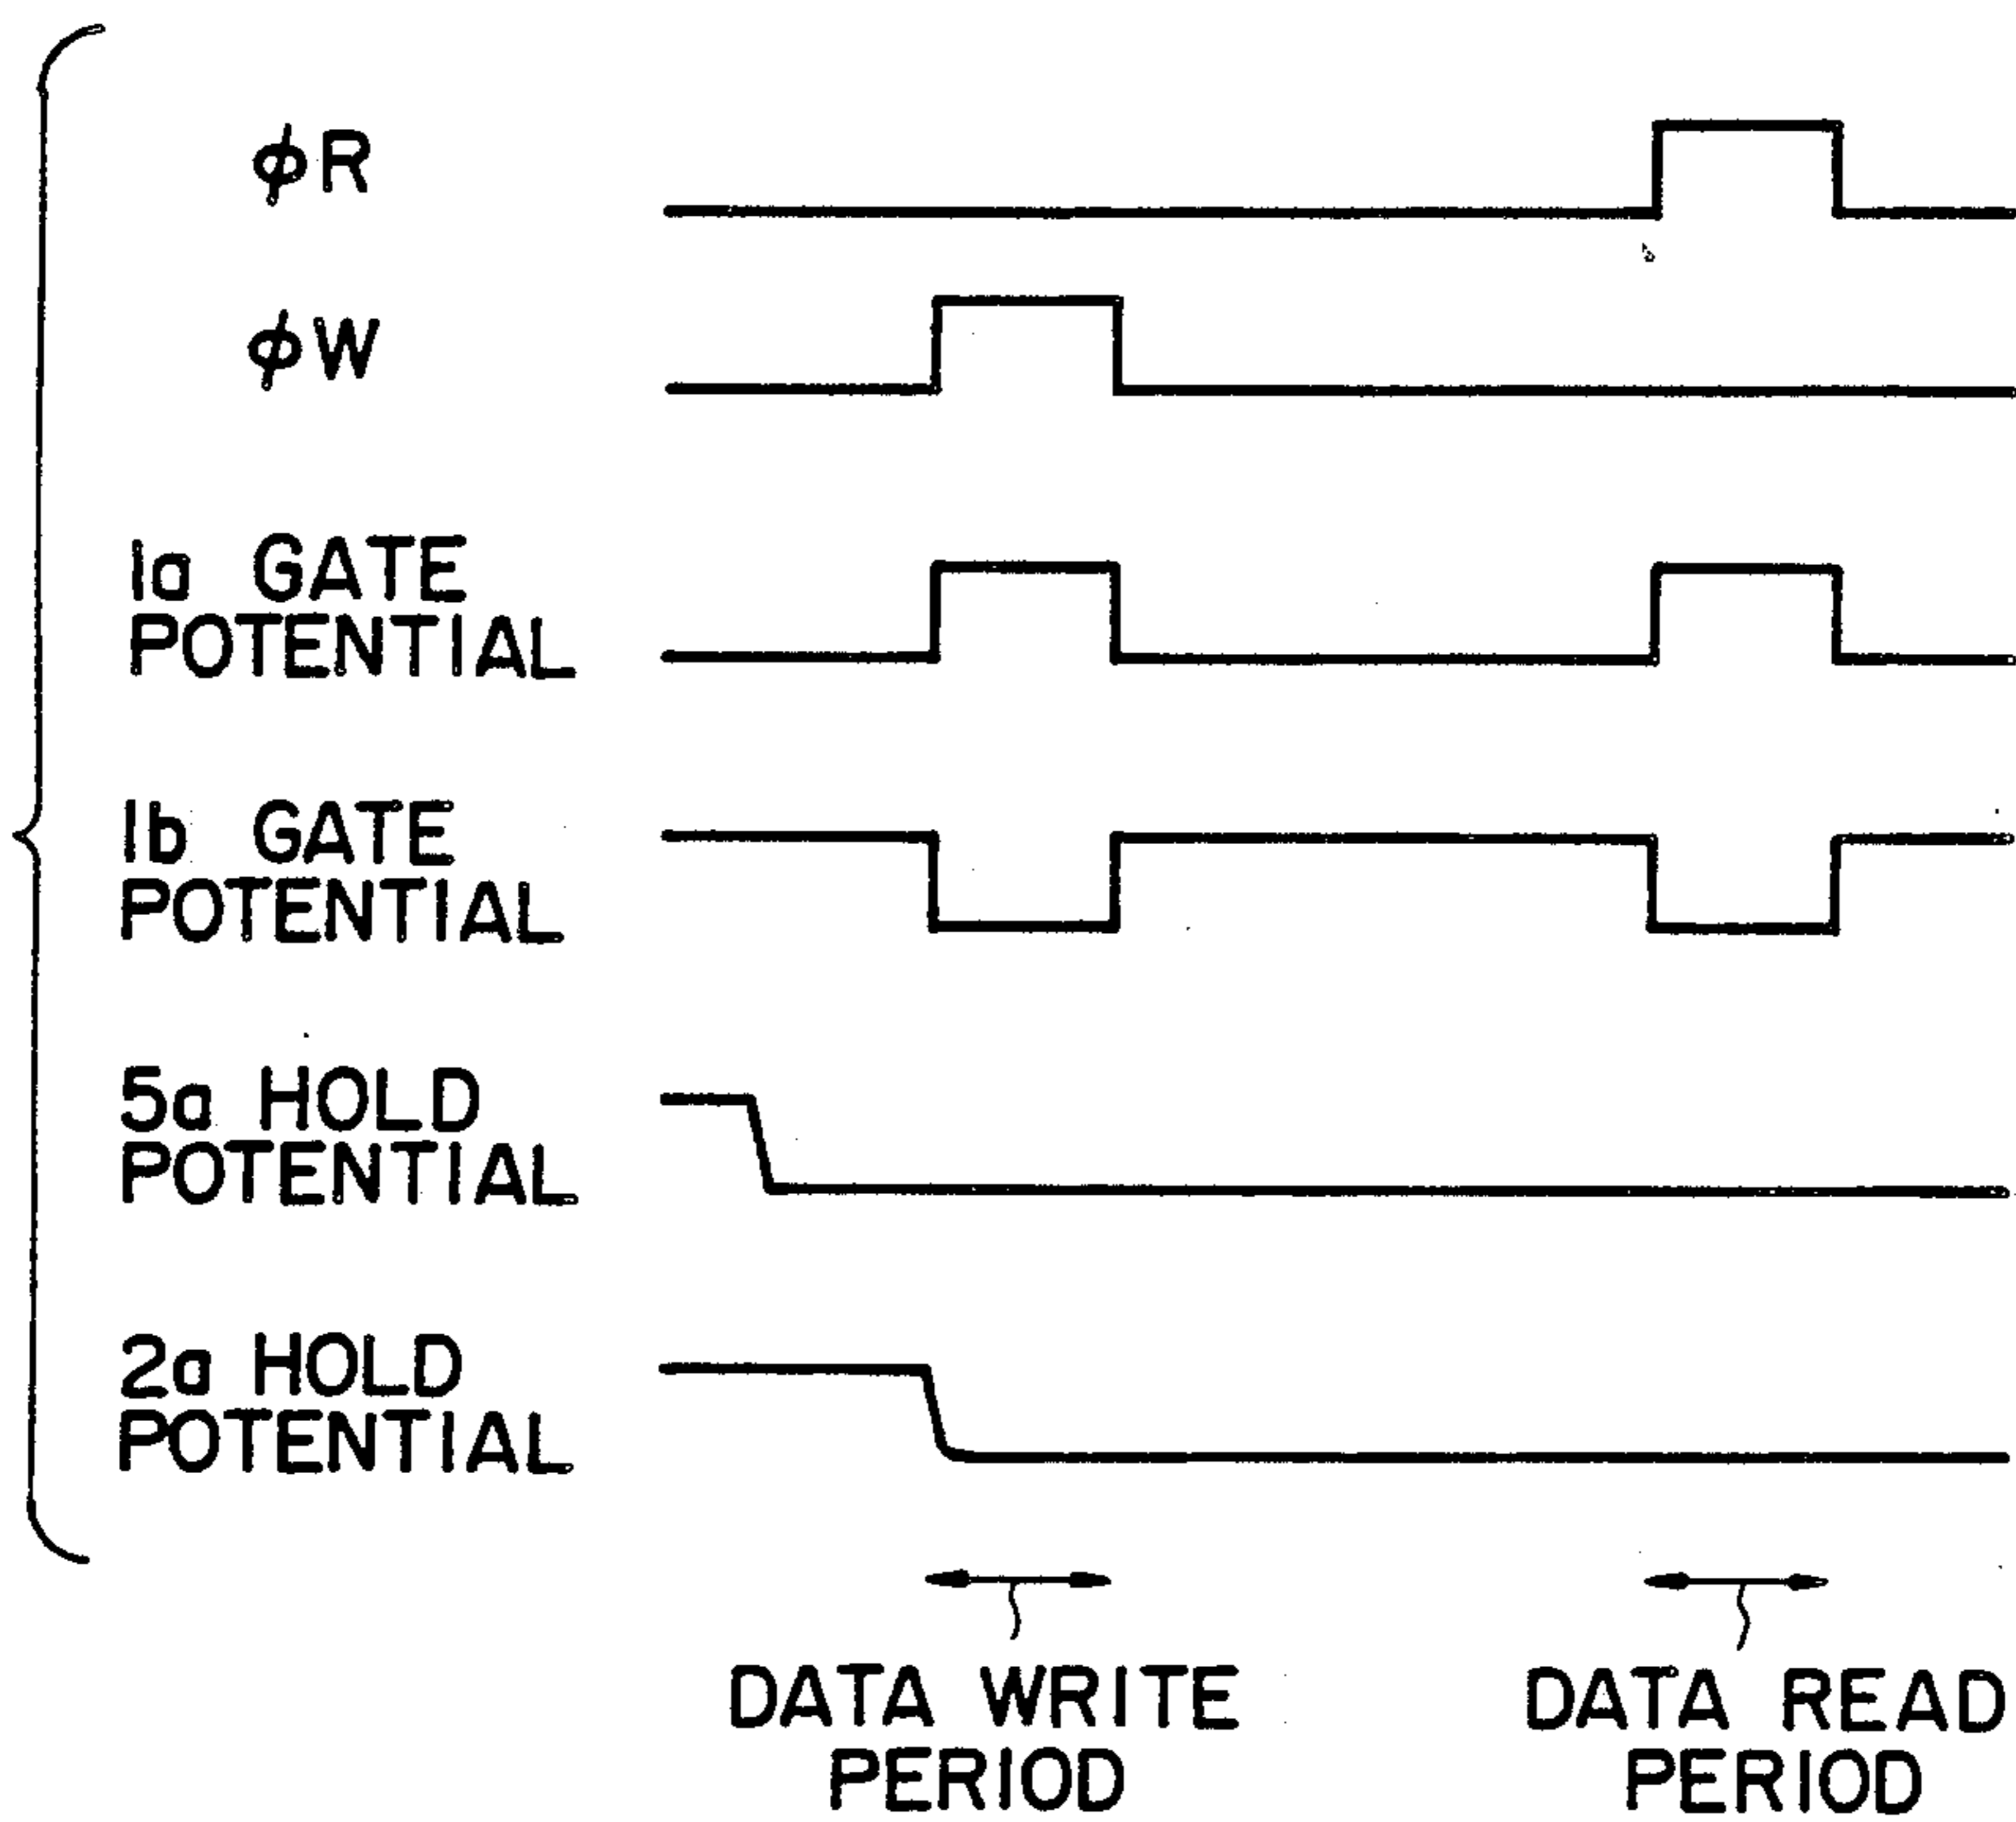 ϕR
ϕW
1a GATE
POTENTIAL
1b GATE
POTENTIAL
5a HOLD
POTENTIAL
2a HOLD
POTENTIAL
DATA WRITE
PERIOD
DATA READ
PERIOD